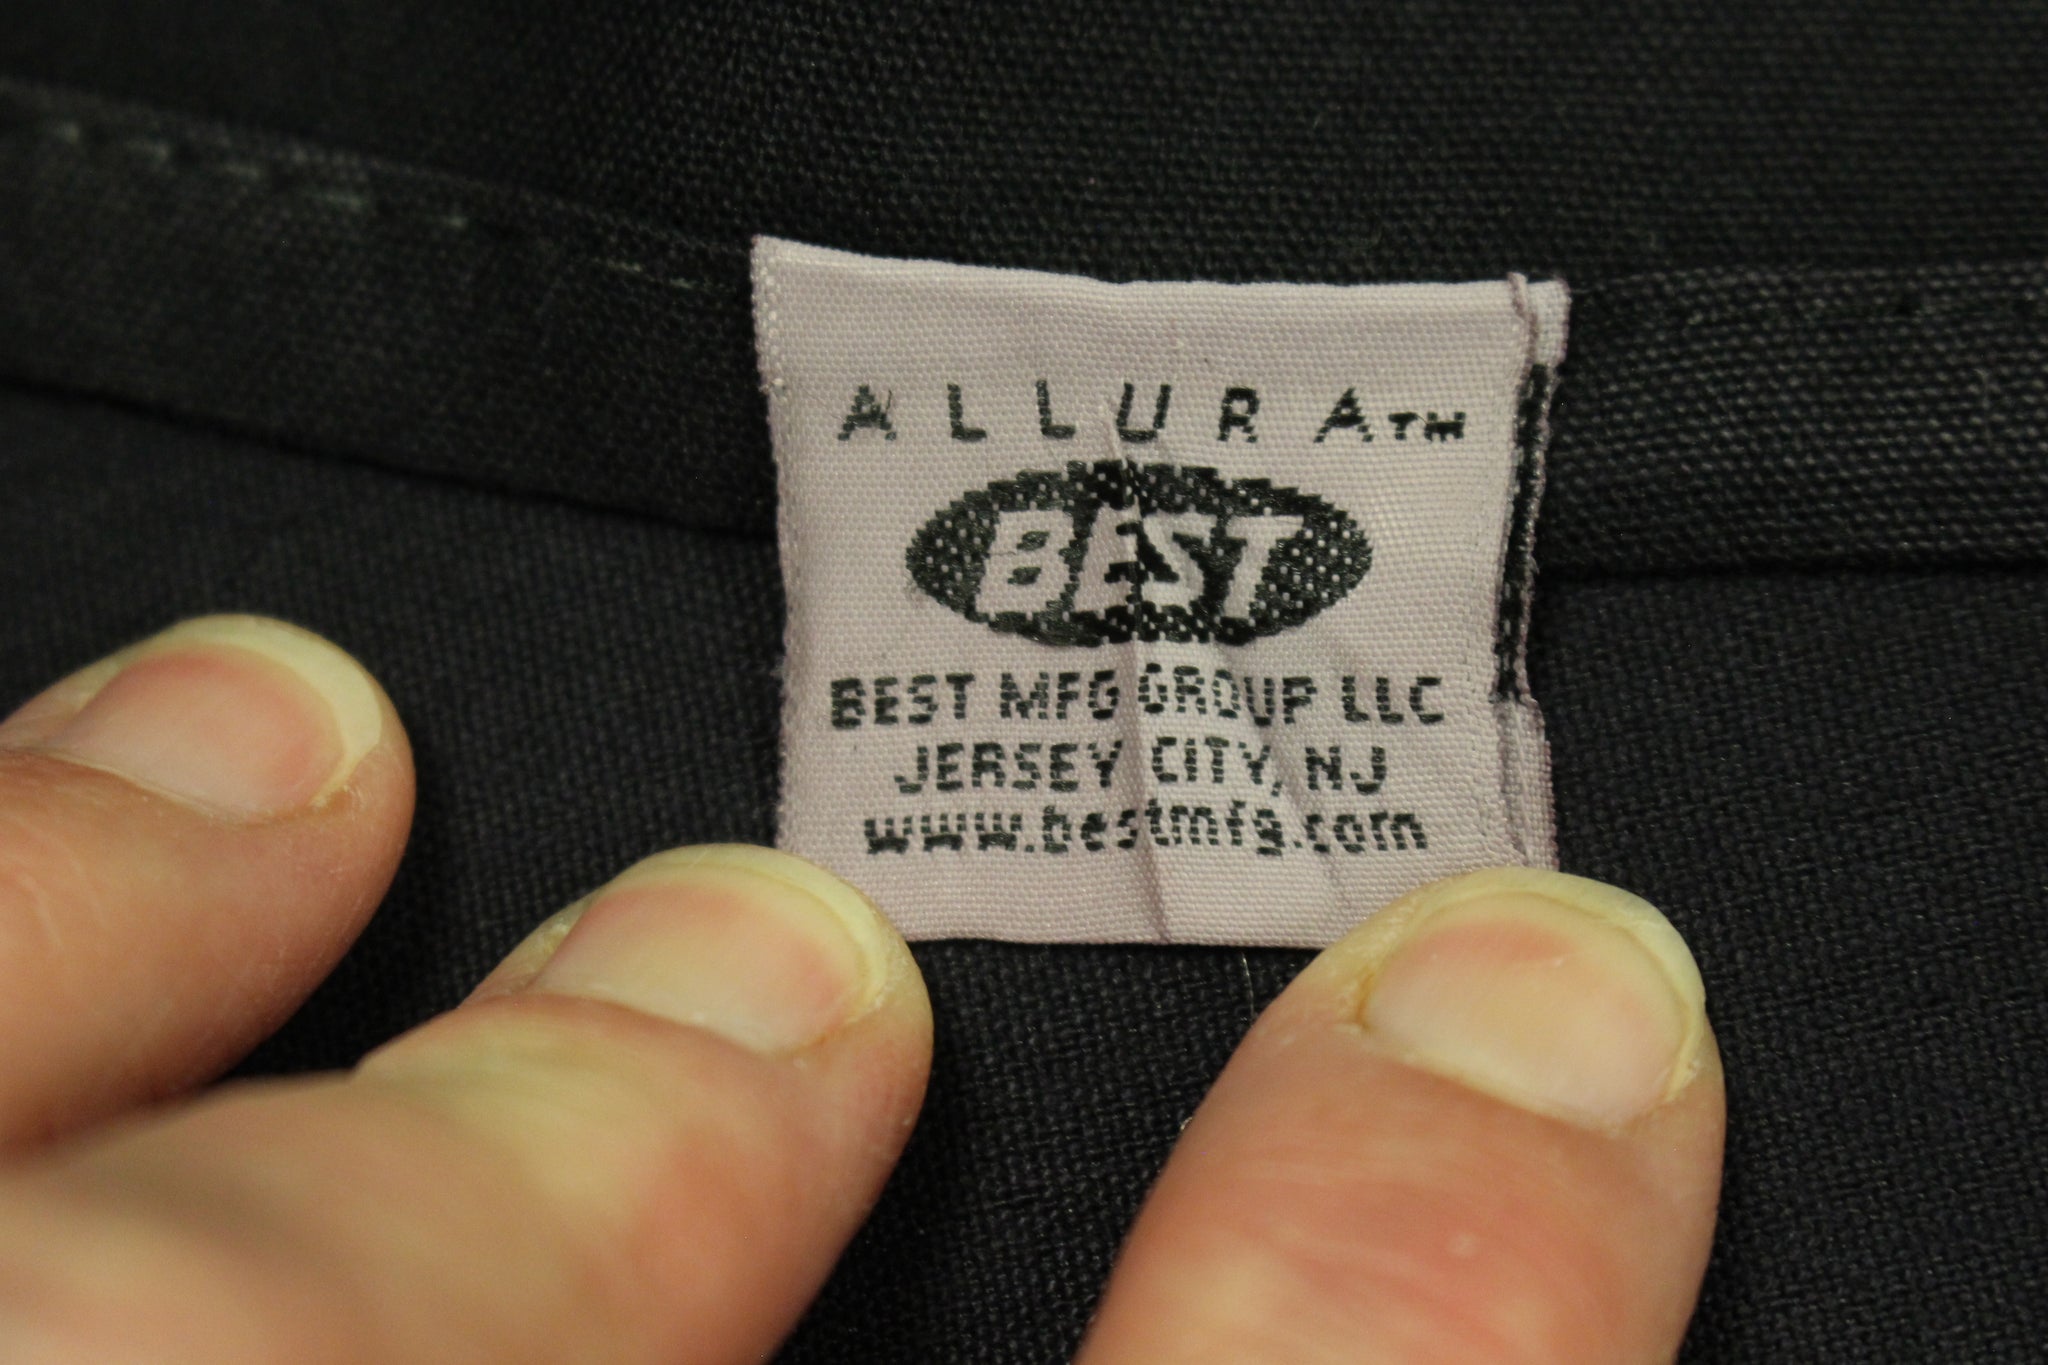 ALLURA™
BEST
BEST MFG GROUP LLC
JERSEY CITY, NJ
www.bestmfg.com